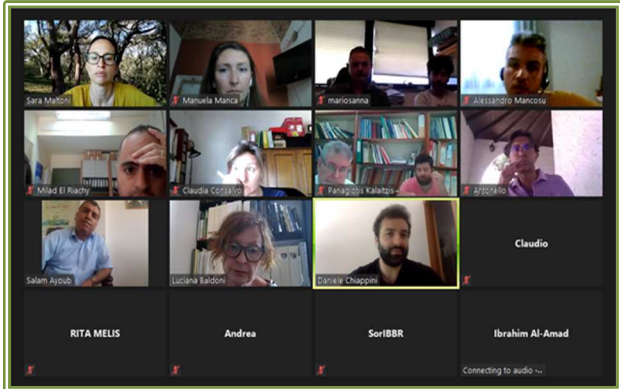 Sara Maltoni
Manuela Manca
mariosanna
Alessandro Mancosu
Milad El Riachy
Claudia Consalvo
Panagiotis Kalaitzis -
Antonello
Salam Ayoub
Luciana Baldoni
Daniele Chiappini
Claudio
RITA MELIS
Andrea
SorIBBR
Ibrahim Al-Amad
Connecting to audio ·--